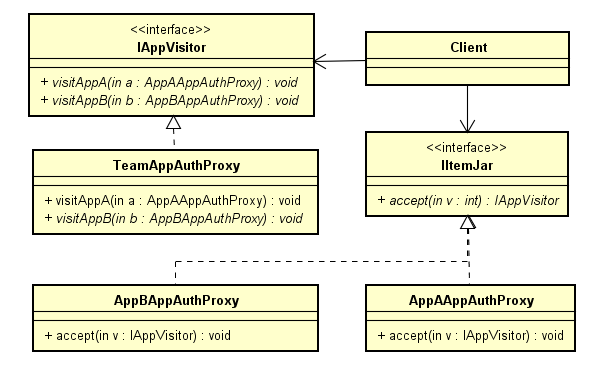 <<interface>>
IAppVisitor
+ visitAppA(in a : AppAAppAuthProxy) : void
+ visitAppB(in b : AppBAppAuthProxy) : void
Client
TeamAppAuthProxy
+ visitAppA(in a : AppAAppAuthProxy) : void
+ visitAppB(in b : AppBAppAuthProxy) : void
<<interface>>
IItemJar
+ accept(in v : int) : IAppVisitor
AppBAppAuthProxy
+ accept(in v : IAppVisitor) : void
AppAAppAuthProxy
+ accept(in v : IAppVisitor) : void